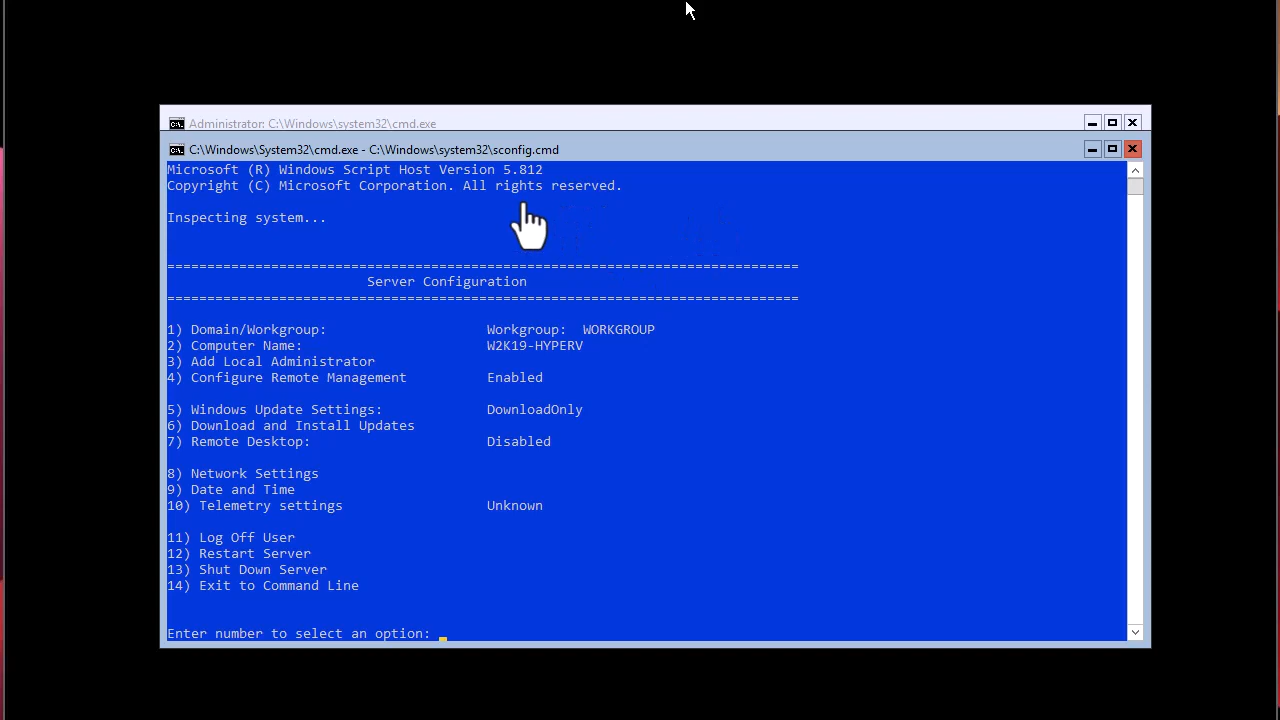 Administrator: C:\Windows\system32\cmd.exe
C:\Windows\System32\cmd.exe - C:\Windows\system32\sconfig.cmd
Microsoft (R) Windows Script Host Version 5.812
Copyright (C) Microsoft Corporation. All rights reserved.
Inspecting system...
===============================================================================
Server Configuration
===============================================================================
1) Domain/Workgroup: Workgroup: WORKGROUP
2) Computer Name: W2K19-HYPERV
3) Add Local Administrator
4) Configure Remote Management Enabled
5) Windows Update Settings: DownloadOnly
6) Download and Install Updates
7) Remote Desktop: Disabled
8) Network Settings
9) Date and Time
10) Telemetry settings Unknown
11) Log Off User
12) Restart Server
13) Shut Down Server
14) Exit to Command Line
Enter number to select an option: